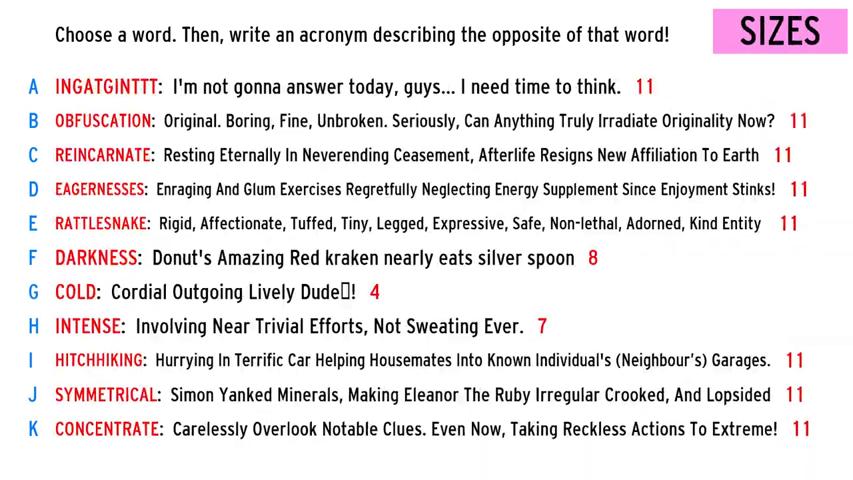 Choose a word. Then, write an acronym describing the opposite of that word!
SIZES
A INGATGINTTT: I'm not gonna answer today, guys... I need time to think. 11
B OBFUSCATION: Original. Boring, Fine, Unbroken. Seriously, Can Anything Truly Irradiate Originality Now? 11
C REINCARNATE: Resting Eternally In Neverending Ceasement, Afterlife Resigns New Affiliation To Earth 11
D EAGERNESSES: Enraging And Glum Exercises Regretfully Neglecting Energy Supplement Since Enjoyment Stinks! 11
E RATTLESNAKE: Rigid, Affectionate, Tuffed, Tiny, Legged, Expressive, Safe, Non-lethal, Adorned, Kind Entity 11
F DARKNESS: Donut's Amazing Red kraken nearly eats silver spoon 8
G COLD: Cordial Outgoing Lively Dude▯! 4
H INTENSE: Involving Near Trivial Efforts, Not Sweating Ever. 7
I HITCHHIKING: Hurrying In Terrific Car Helping Housemates Into Known Individual's (Neighbour's) Garages. 11
J SYMMETRICAL: Simon Yanked Minerals, Making Eleanor The Ruby Irregular Crooked, And Lopsided 11
K CONCENTRATE: Carelessly Overlook Notable Clues. Even Now, Taking Reckless Actions To Extreme! 11